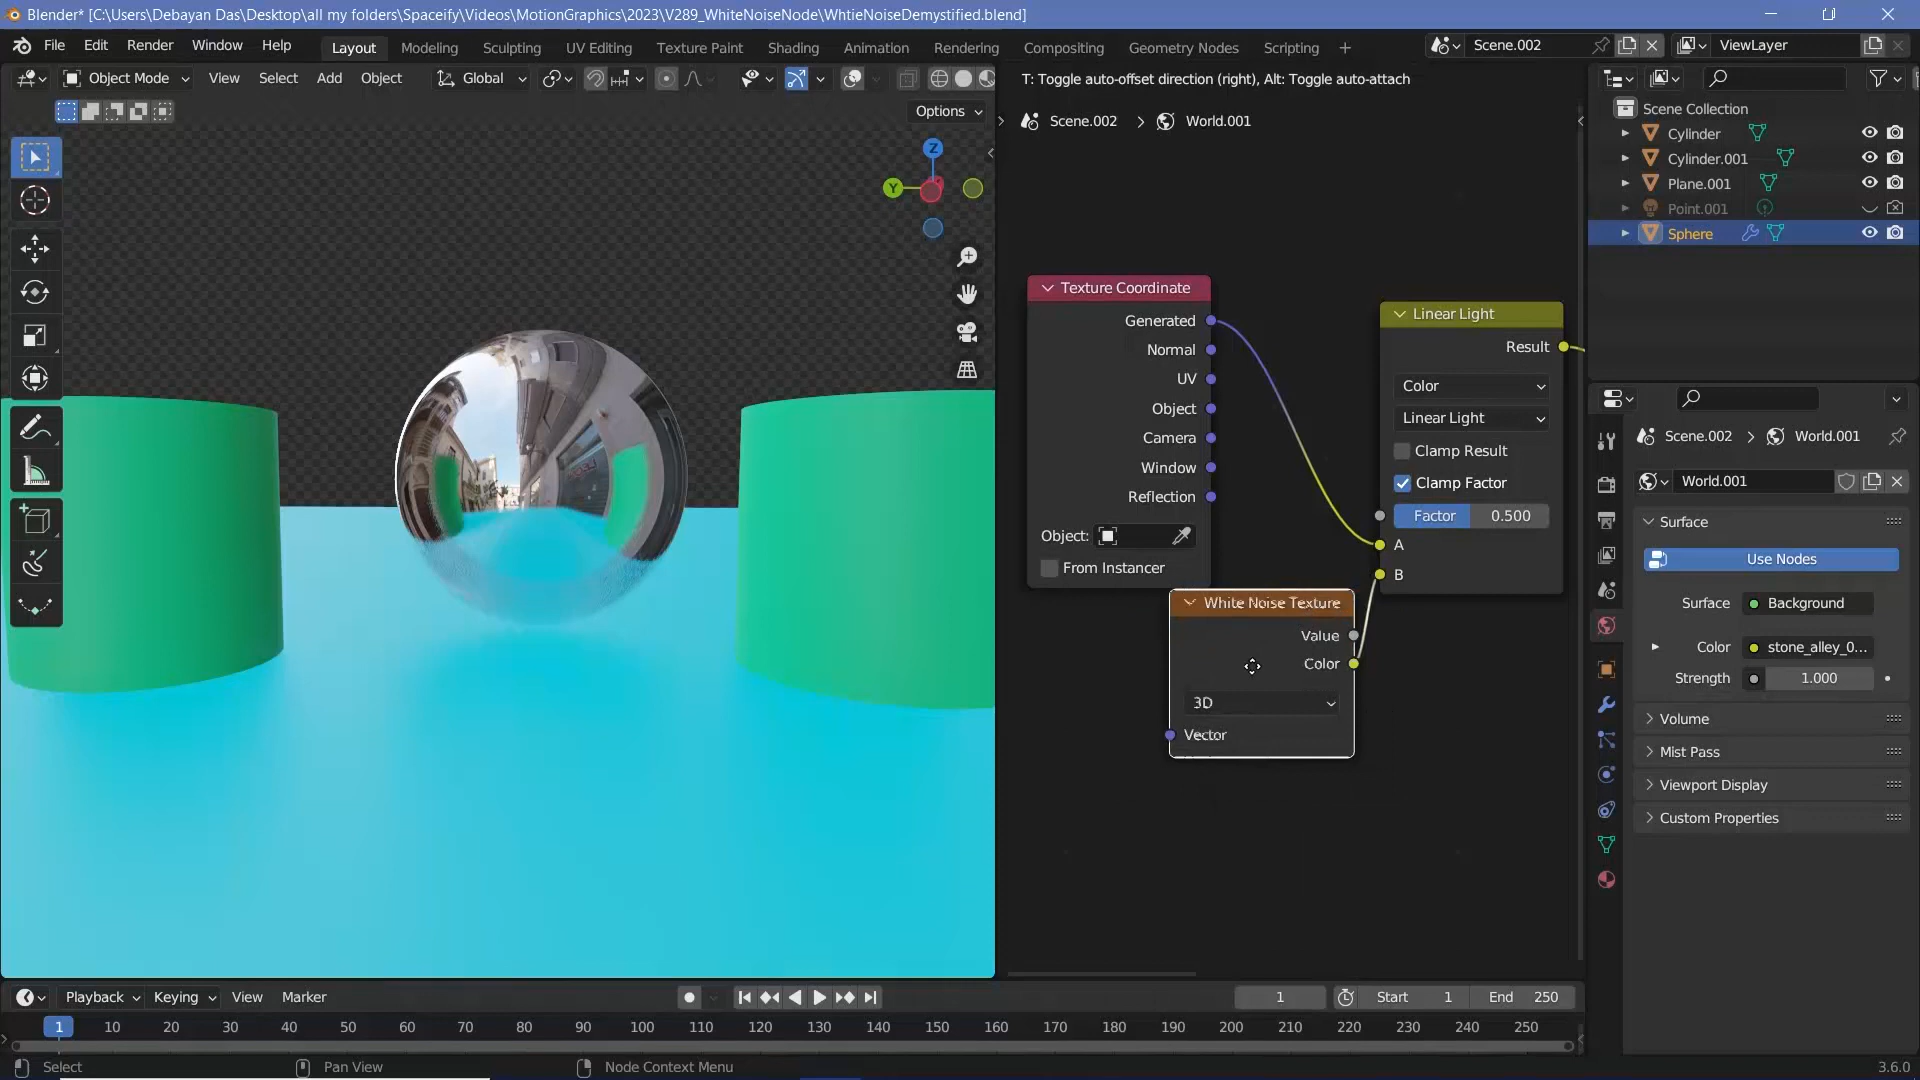 Blender* [C:\Users\Debayan Das\Desktop\all my folders\Spaceify\Videos\MotionGraphics\2023\V289_WhiteNoiseNode\WhtieNoiseDemystified.blend]
File Edit Render Window Help Layout Modeling Sculpting UV Editing Texture Paint Shading Animation Rendering Compositing Geometry Nodes Scripting + Scene.002 ViewLayer
Object Mode View Select Add Object Global T: Toggle auto-offset direction (right), Alt: Toggle auto-attach
Options
Scene.002 > World.001
Z
Y
Texture Coordinate
Generated
Normal
UV
Object
Camera
Window
Reflection
Object:
From Instancer
White Noise Texture
Value
Color
3D
Vector
Linear Light
Result
Color
Linear Light
Clamp Result
Clamp Factor
Factor 0.500
A
B
Scene Collection
Cylinder
Cylinder.001
Plane.001
Point.001
Sphere
Scene.002 > World.001
World.001
Surface
Use Nodes
Surface Background
Color stone_alley_0...
Strength 1.000
Volume
Mist Pass
Viewport Display
Custom Properties
Playback Keying View Marker 1 Start 1 End 250
1 10 20 30 40 50 60 70 80 90 100 110 120 130 140 150 160 170 180 190 200 210 220 230 240 250
Select Pan View Node Context Menu 3.6.0